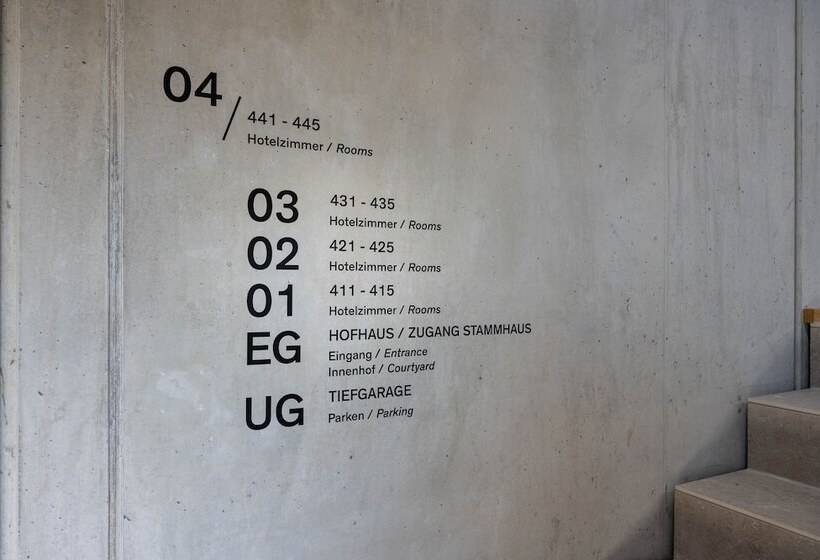 04 / 441 - 445
Hotelzimmer / Rooms
03 431 - 435
Hotelzimmer / Rooms
02 421 - 425
Hotelzimmer / Rooms
01 411 - 415
Hotelzimmer / Rooms
EG HOFHAUS / ZUGANG STAMMHAUS
Eingang / Entrance
Innenhof / Courtyard
UG TIEFGARAGE
Parken / Parking